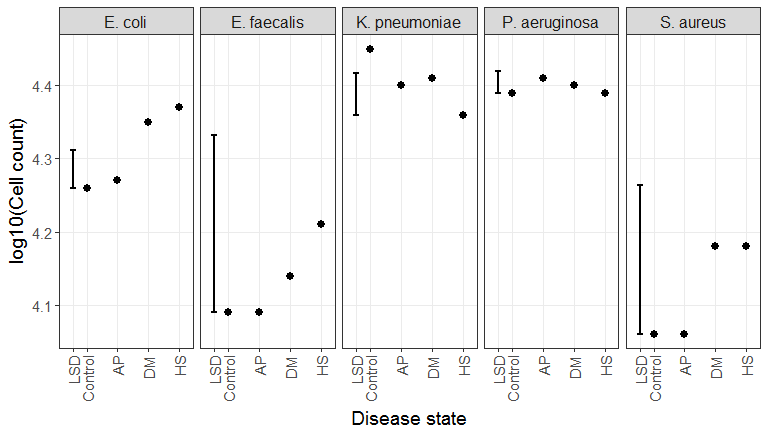 E. coli E. faecalis K. pneumoniae P. aeruginosa S. aureus
log10(Cell count)
4.4
4.3
4.2
4.1
LSD Control AP DM HS LSD Control AP DM HS LSD Control AP DM HS LSD Control AP DM HS LSD Control AP DM HS
Disease state